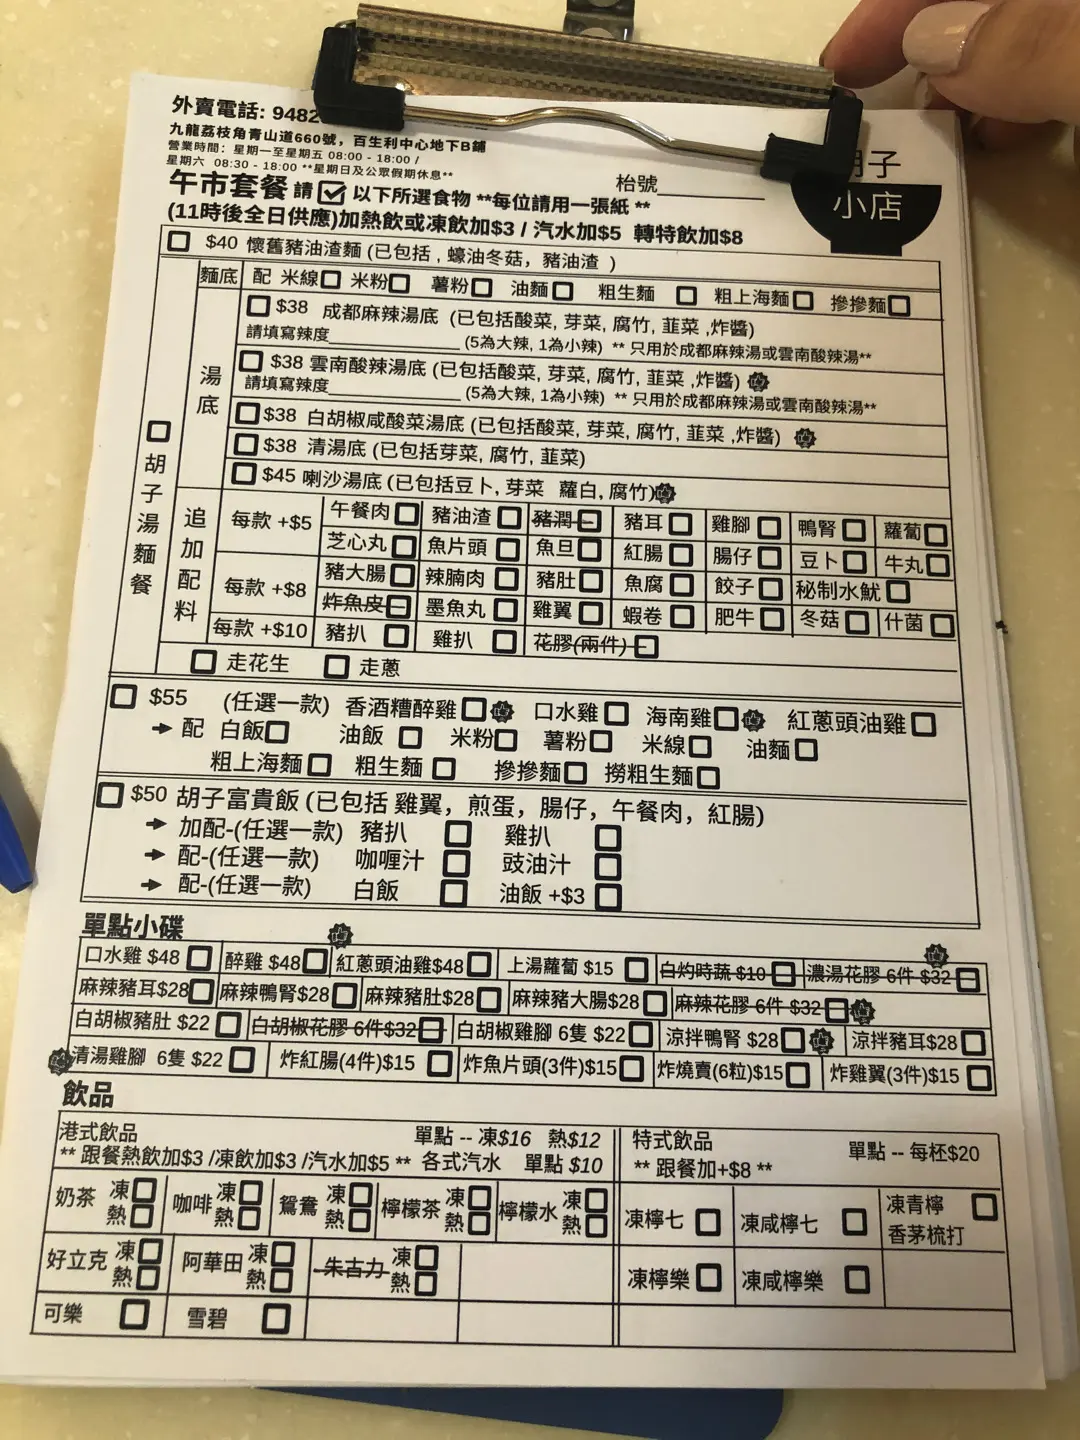 外賣電話: 9482
九龍荔枝角青山道660號，百生利中心地下B鋪
營業時間：星期一至星期五 08:00 - 18:00 /
星期六 08:30 - 18:00 **星期日及公眾假期休息**
枱號
胡子
小店
午市套餐 請 以下所選食物 **每位請用一張紙 **
(11時後全日供應)加熱飲或凍飲加$3 / 汽水加$5 轉特飲加$8
$40 懷舊豬油渣麵 (已包括 , 蠔油冬菇，豬油渣 )
胡子湯麵餐
麵底 配 米線 米粉 薯粉 油麵 粗生麵 粗上海麵 摻摻麵
湯底
$38 成都麻辣湯底 (已包括酸菜, 芽菜, 腐竹, 韮菜 ,炸醬)
請填寫辣度 (5為大辣, 1為小辣) ** 只用於成都麻辣湯或雲南酸辣湯**
$38 雲南酸辣湯底 (已包括酸菜, 芽菜, 腐竹, 韮菜 ,炸醬)
請填寫辣度 (5為大辣, 1為小辣) ** 只用於成都麻辣湯或雲南酸辣湯**
$38 白胡椒咸酸菜湯底 (已包括酸菜, 芽菜, 腐竹, 韮菜 ,炸醬)
$38 清湯底 (已包括芽菜, 腐竹, 韮菜)
$45 喇沙湯底 (已包括豆卜, 芽菜 蘿白, 腐竹)
追加配料
每款 +$5 午餐肉 豬油渣 豬潤 豬耳 雞腳 鴨腎 蘿蔔
芝心丸 魚片頭 魚旦 紅腸 腸仔 豆卜 牛丸
每款 +$8 豬大腸 辣腩肉 豬肚 魚腐 餃子 秘制水魷
炸魚皮 墨魚丸 雞翼 蝦卷 肥牛 冬菇 什菌
每款 +$10 豬扒 雞扒 花膠(兩件)
走花生 走蔥
$55 (任選一款) 香酒糟醉雞 口水雞 海南雞 紅蔥頭油雞
➔ 配 白飯 油飯 米粉 薯粉 米線 油麵
粗上海麵 粗生麵 摻摻麵 撈粗生麵
$50 胡子富貴飯 (已包括 雞翼，煎蛋，腸仔，午餐肉，紅腸)
➔ 加配-(任選一款) 豬扒 雞扒
➔ 配-(任選一款) 咖喱汁 豉油汁
➔ 配-(任選一款) 白飯 油飯 +$3
單點小碟
口水雞 $48 醉雞 $48 紅蔥頭油雞$48 上湯蘿蔔 $15 白灼時蔬 $10 濃湯花膠 6件 $32
麻辣豬耳$28 麻辣鴨腎$28 麻辣豬肚$28 麻辣豬大腸$28 麻辣花膠 6件 $32
白胡椒豬肚 $22 白胡椒花膠 6件$32 白胡椒雞腳 6隻 $22 涼拌鴨腎 $28 涼拌豬耳$28
清湯雞腳 6隻 $22 炸紅腸(4件)$15 炸魚片頭(3件)$15 炸燒賣(6粒)$15 炸雞翼(3件)$15
飲品
港式飲品 單點 -- 凍$16 熱$12
** 跟餐熱飲加$3 /凍飲加$3 /汽水加$5 ** 各式汽水 單點 $10
特式飲品 單點 -- 每柸$20
** 跟餐加+$8 **
奶茶 凍 熱 咖啡 凍 熱 鴛鴦 凍 熱 檸檬茶 凍 熱 檸檬水 凍 熱
凍檸七 凍咸檸七 凍青檸香茅梳打
好立克 凍 熱 阿華田 凍 熱 朱古力 凍 熱
凍檸樂 凍咸檸樂
可樂 雪碧